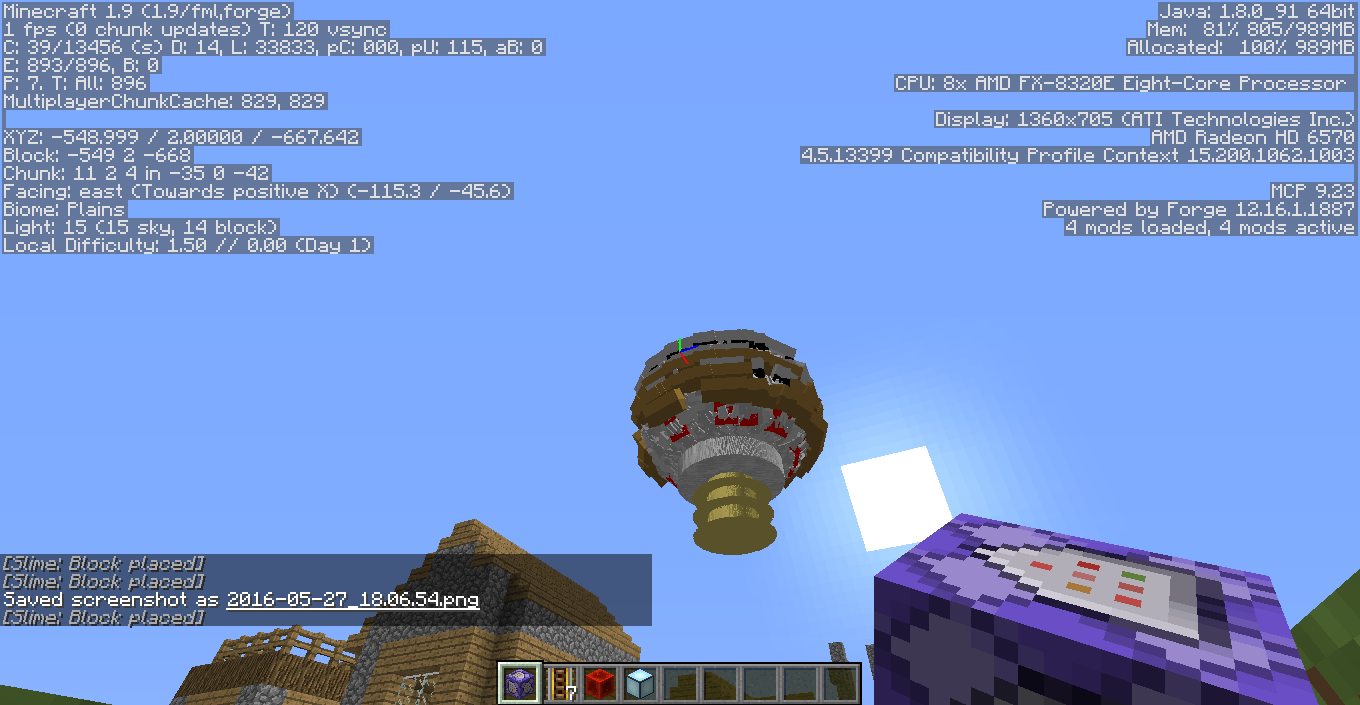 Minecraft 1.9 (1.9/fml,forge)
1 fps (0 chunk updates) T: 120 vsync
C: 39/13456 (s) D: 14, L: 33833, pC: 000, pU: 115, aB: 0
E: 893/896, B: 0
P: 7. T: All: 896
MultiplayerChunkCache: 829, 829
XYZ: -548.999 / 2.00000 / -667.642
Block: -549 2 -668
Chunk: 11 2 4 in -35 0 -42
Facing: east (Towards positive X) (-115.3 / -45.6)
Biome: Plains
Light: 15 (15 sky, 14 block)
Local Difficulty: 1.50 // 0.00 (Day 1)
Java: 1.8.0_91 64bit
Mem: 81% 805/989MB
Allocated: 100% 989MB
CPU: 8x AMD FX-8320E Eight-Core Processor
Display: 1360x705 (ATI Technologies Inc.)
AMD Radeon HD 6570
4.5.13399 Compatibility Profile Context 15.200.1062.1003
MCP 9.23
Powered by Forge 12.16.1.1887
4 mods loaded, 4 mods active
[Slime: Block placed]
[Slime: Block placed]
Saved screenshot as 2016-05-27_18.06.54.png
[Slime: Block placed]
7